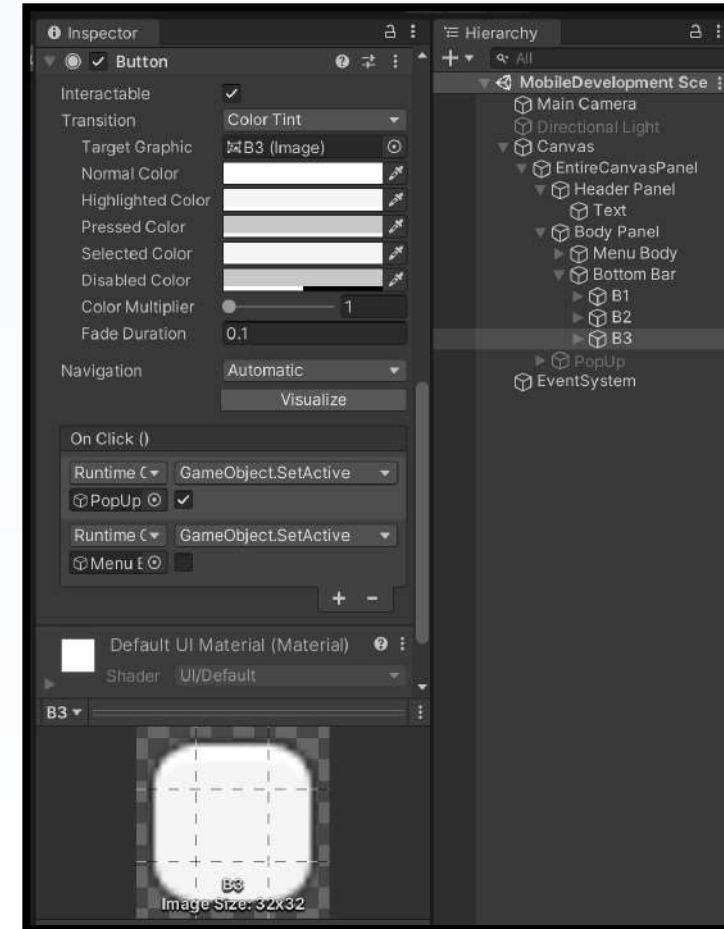 Inspector
Button
Interactable
Transition Color Tint
Target Graphic B3 (Image)
Normal Color
Highlighted Color
Pressed Color
Selected Color
Disabled Color
Color Multiplier 1
Fade Duration 0.1
Navigation Automatic
Visualize
On Click ()
Runtime GameObject.SetActive
PopUp
Runtime GameObject.SetActive
Menu
+ -
Default UI Material (Material)
Shader UI/Default
B3
B3
Image Size: 32x32
Hierarchy
All
MobileDevelopment Sce
Main Camera
Directional Light
Canvas
EntireCanvasPanel
Header Panel
Text
Body Panel
Menu Body
Bottom Bar
B1
B2
B3
PopUp
EventSystem